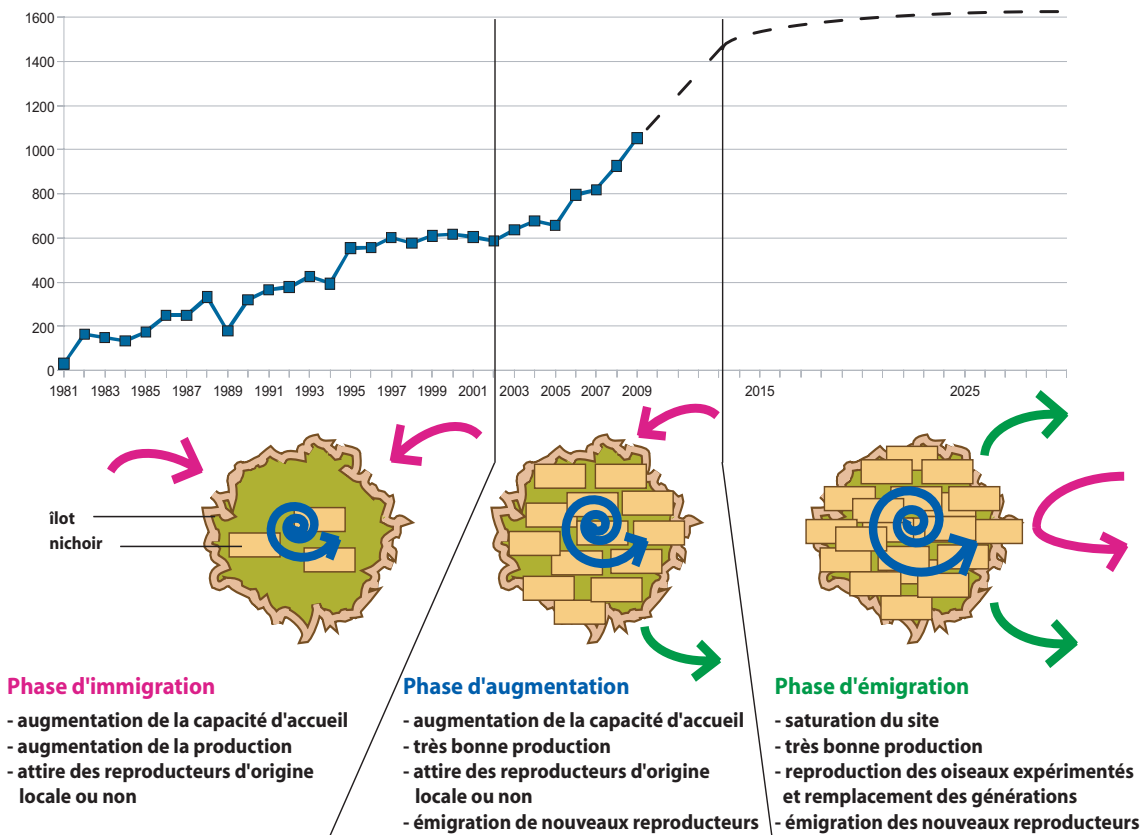 1600
1400
1200
1000
800
600
400
200
0
1981 1983 1985 1987 1989 1991 1993 1995 1997 1999 2001 2003 2005 2007 2009 2015 2025
îlot
nichoir
Phase d'immigration
- augmentation de la capacité d'accueil
- augmentation de la production
- attire des reproducteurs d'origine
locale ou non
Phase d'augmentation
- augmentation de la capacité d'accueil
- très bonne production
- attire des reproducteurs d'origine
locale ou non
- émigration de nouveaux reproducteurs
Phase d'émigration
- saturation du site
- très bonne production
- reproduction des oiseaux expérimentés
et remplacement des générations
- émigration des nouveaux reproducteurs